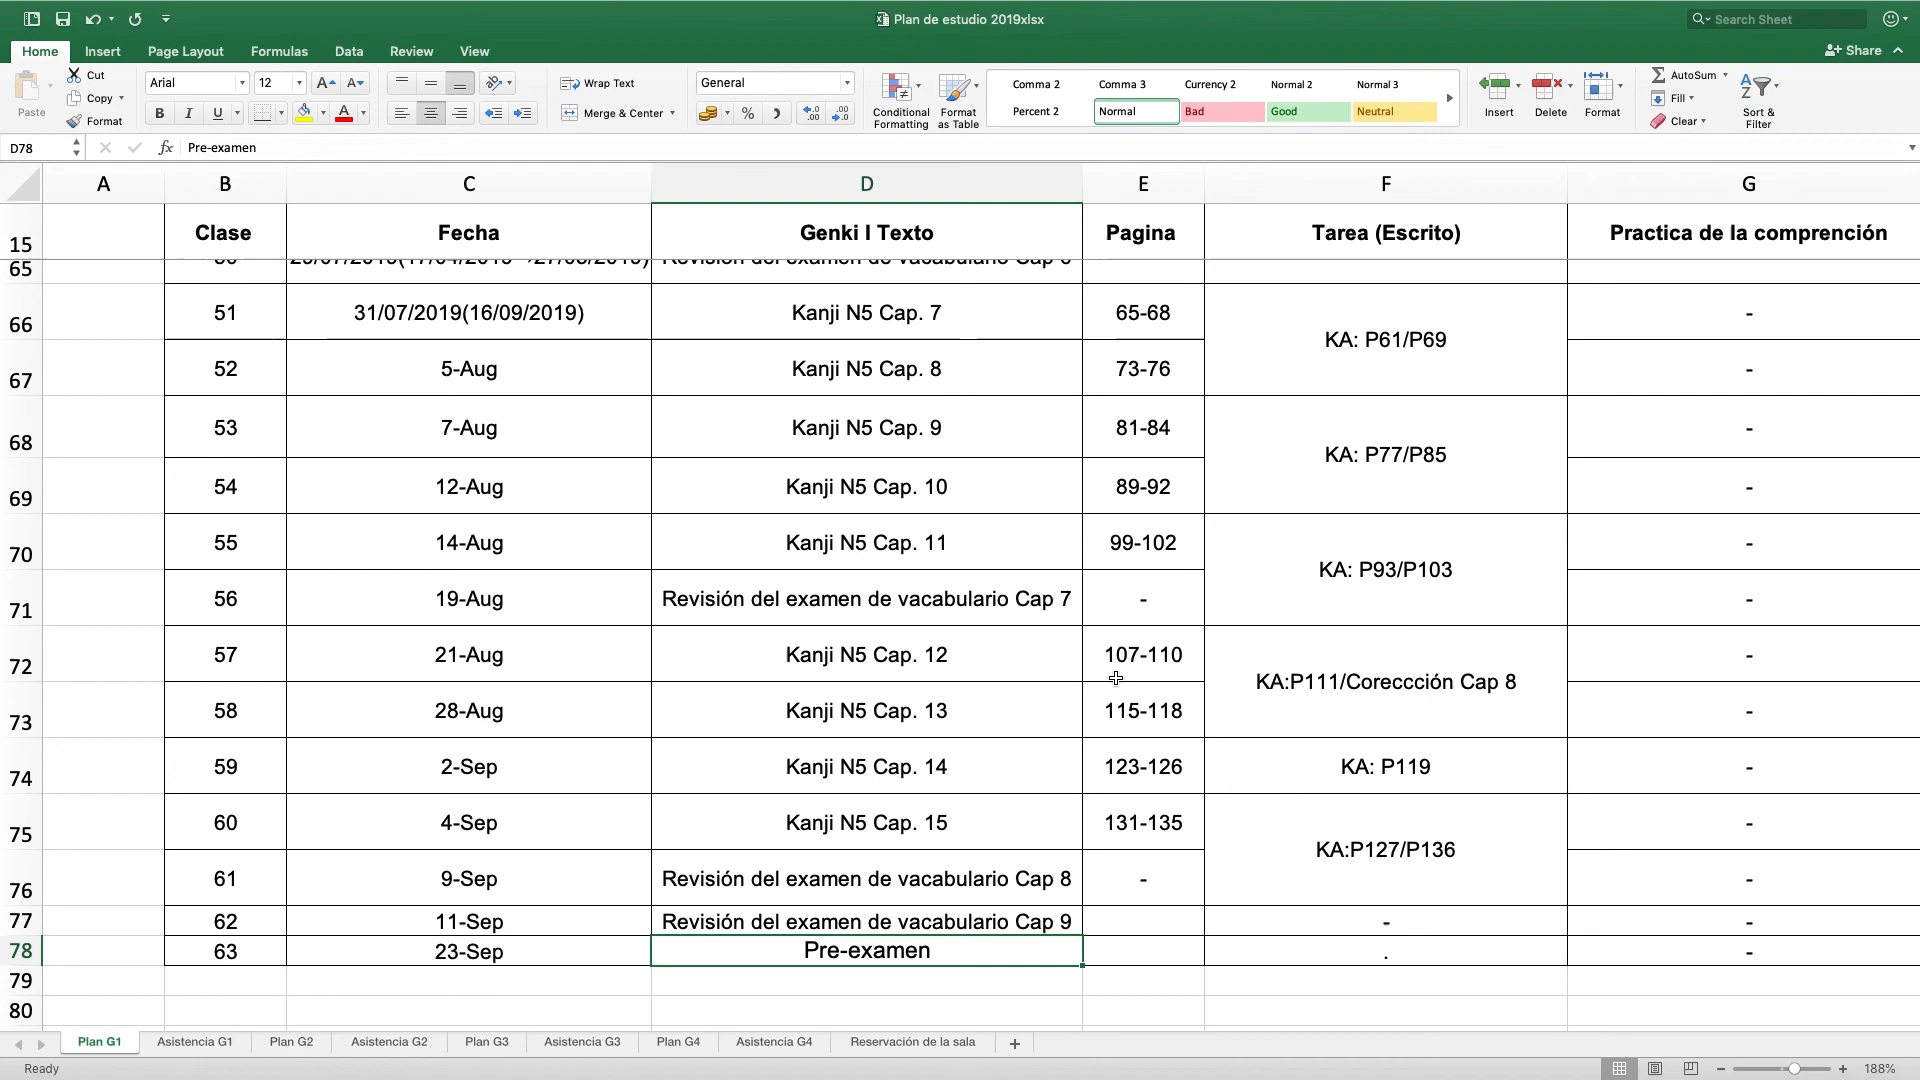 Plan de estudio 2019xlsx
Search Sheet
Home Insert Page Layout Formulas Data Review View
Share
Paste
Cut
Copy
Format
Arial 12
A A
B I U A
Wrap Text
Merge & Center
General
%
Conditional Formatting
Format as Table
Comma 2 Comma 3 Currency 2 Normal 2 Normal 3
Percent 2 Normal Bad Good Neutral
Insert Delete Format
AutoSum
Fill
Clear
Sort & Filter
D78 fx Pre-examen
A B C D E F G
15 Clase Fecha Genki I Texto Pagina Tarea (Escrito) Practica de la comprención
65 Revisión del examen de vacabulario Cap
66 51 31/07/2019(16/09/2019) Kanji N5 Cap. 7 65-68 KA: P61/P69 -
67 52 5-Aug Kanji N5 Cap. 8 73-76 -
68 53 7-Aug Kanji N5 Cap. 9 81-84 KA: P77/P85 -
69 54 12-Aug Kanji N5 Cap. 10 89-92 -
70 55 14-Aug Kanji N5 Cap. 11 99-102 KA: P93/P103 -
71 56 19-Aug Revisión del examen de vacabulario Cap 7 - -
72 57 21-Aug Kanji N5 Cap. 12 107-110 KA:P111/Coreccción Cap 8 -
73 58 28-Aug Kanji N5 Cap. 13 115-118 -
74 59 2-Sep Kanji N5 Cap. 14 123-126 KA: P119 -
75 60 4-Sep Kanji N5 Cap. 15 131-135 KA:P127/P136 -
76 61 9-Sep Revisión del examen de vacabulario Cap 8 - -
77 62 11-Sep Revisión del examen de vacabulario Cap 9 - -
78 63 23-Sep Pre-examen . -
79
80
Plan G1 Asistencia G1 Plan G2 Asistencia G2 Plan G3 Asistencia G3 Plan G4 Asistencia G4 Reservación de la sala
Ready 188%